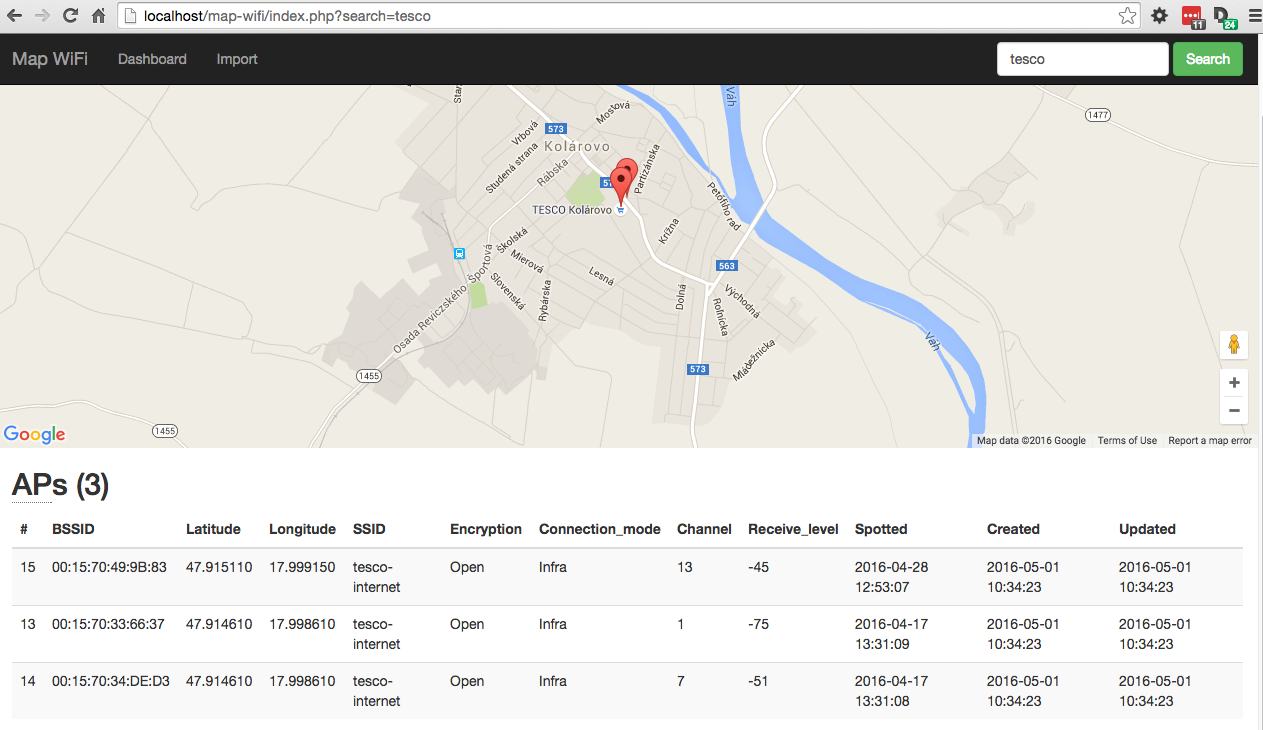 localhost/map-wifi/index.php?search=tesco
11
24
Map WiFi Dashboard Import tesco Search
Star
Mostová
Váh
573
Vrbová
1477
Kolárovo
Studená strana
Rábska
Partizánska
57
Petőfiho rad
TESCO Kolárovo
Krížna
Školská
Mierová
563
Lesná
Osada Reviczského
Športová
Slovenská
Rybárska
Dolná
Východná
Roľnícka
Váh
Mládežnícka
573
1455
1455
Google
Map data ©2016 Google Terms of Use Report a map error
APs (3)
# BSSID Latitude Longitude SSID Encryption Connection_mode Channel Receive_level Spotted Created Updated
15 00:15:70:49:9B:83 47.915110 17.999150 tesco- Open Infra 13 -45 2016-04-28 2016-05-01 2016-05-01
internet 12:53:07 10:34:23 10:34:23
13 00:15:70:33:66:37 47.914610 17.998610 tesco- Open Infra 1 -75 2016-04-17 2016-05-01 2016-05-01
internet 13:31:09 10:34:23 10:34:23
14 00:15:70:34:DE:D3 47.914610 17.998610 tesco- Open Infra 7 -51 2016-04-17 2016-05-01 2016-05-01
internet 13:31:08 10:34:23 10:34:23